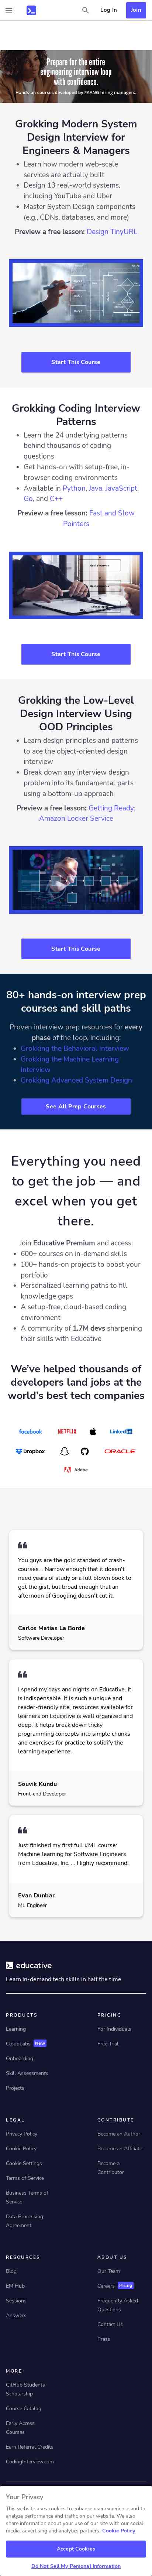 Log In
Join
Prepare for the entire
engineering interview loop
with confidence.
Hands-on courses developed by FAANG hiring managers.
Grokking Modern System
Design Interview for
Engineers & Managers
Learn how modern web-scale
services are actually built
Design 13 real-world systems,
including YouTube and Uber
Master System Design components
(e.g., CDNs, databases, and more)
Preview a free lesson: Design TinyURL
Start This Course
Grokking Coding Interview
Patterns
Learn the 24 underlying patterns
behind thousands of coding
questions
Get hands-on with setup-free, in-
browser coding environments
Available in Python, Java, JavaScript,
Go, and C++
Preview a free lesson: Fast and Slow
Pointers
Start This Course
Grokking the Low-Level
Design Interview Using
OOD Principles
Learn design principles and patterns
to ace the object-oriented design
interview
Break down any interview design
problem into its fundamental parts
using a bottom-up approach
Preview a free lesson: Getting Ready:
Amazon Locker Service
Start This Course
80+ hands-on interview prep
courses and skill paths
Proven interview prep resources for every
phase of the loop, including:
Grokking the Behavioral Interview
Grokking the Machine Learning
Interview
Grokking Advanced System Design
See All Prep Courses
Everything you need
to get the job — and
excel when you get
there.
Join Educative Premium and access:
600+ courses on in-demand skills
100+ hands-on projects to boost your
portfolio
Personalized learning paths to fill
knowledge gaps
A setup-free, cloud-based coding
environment
A community of 1.7M devs sharpening
their skills with Educative
We've helped thousands of
developers land jobs at the
world's best tech companies
facebook
NETFLIX
LinkedIn
Dropbox
ORACLE
Adobe
You guys are the gold standard of crash-
courses... Narrow enough that it doesn't
need years of study or a full blown book to
get the gist, but broad enough that an
afternoon of Googling doesn't cut it.
Carlos Matias La Borde
Software Developer
I spend my days and nights on Educative. It
is indispensable. It is such a unique and
reader-friendly site, resources available for
learners on Educative is so well organized
deep, it helps break down tricky
programming concepts into simple chunks
and exercises for practice to solidify the
learning experience.
Souvik Kundu
Front-end Developer
Just finished my first full #ML course:
Machine learning for Software Engineers
from Educative, Inc. ... Highly recommend!
Evan Dunbar
ML Engineer
educative
Learn in-demand tech skills in half the time
PRODUCTS
Learning
CloudLabs New
Onboarding
Skill Assessments
Projects
PRICING
For Individuals
Free Trial
LEGAL
Privacy Policy
Cookie Policy
Cookie Settings
Terms of Service
Business Terms of
Service
Data Processing
Agreement
CONTRIBUTE
Become an Author
Become an Affiliate
Become a
Contributor
RESOURCES
Blog
EM Hub
Sessions
Answers
ABOUT US
Our Team
Careers Hiring
Frequently Asked
Questions
Contact Us
Press
MORE
GitHub Students
Scholarship
Course Catalog
Early Access
Courses
Earn Referral Credits
CodingInterview.com
Your Privacy
This website uses cookies to enhance user experience and to
analyze performance and traffic on our website. We also share
information about your use of our site with our social
media, advertising and analytics partners. Cookie Policy
Accept Cookies
Do Not Sell My Personal Information